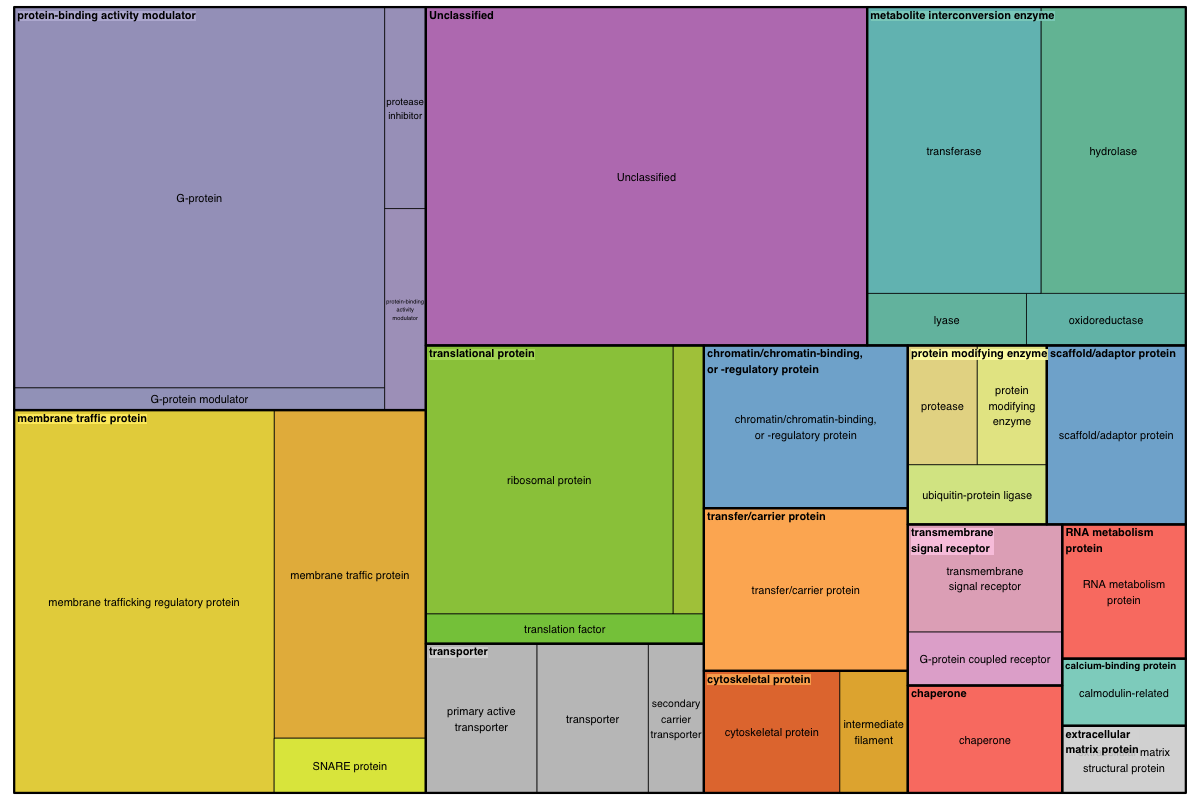 protein-binding activity modulator
G-protein
protease
inhibitor
protein-binding
activity
modulator
G-protein modulator
Unclassified
Unclassified
metabolite interconversion enzyme
transferase
hydrolase
lyase
oxidoreductase
membrane traffic protein
membrane trafficking regulatory protein
membrane traffic protein
SNARE protein
translational protein
ribosomal protein
translation factor
transporter
primary active
transporter
transporter
secondary
carrier
transporter
chromatin/chromatin-binding,
or -regulatory protein
chromatin/chromatin-binding,
or -regulatory protein
transfer/carrier protein
transfer/carrier protein
cytoskeletal protein
cytoskeletal protein
intermediate
filament
protein modifying enzyme
protease
protein
modifying
enzyme
ubiquitin-protein ligase
scaffold/adaptor protein
scaffold/adaptor protein
transmembrane
signal receptor
transmembrane
signal receptor
G-protein coupled receptor
chaperone
chaperone
RNA metabolism
protein
RNA metabolism
protein
calcium-binding protein
calmodulin-related
extracellular
matrix protein
matrix
structural protein